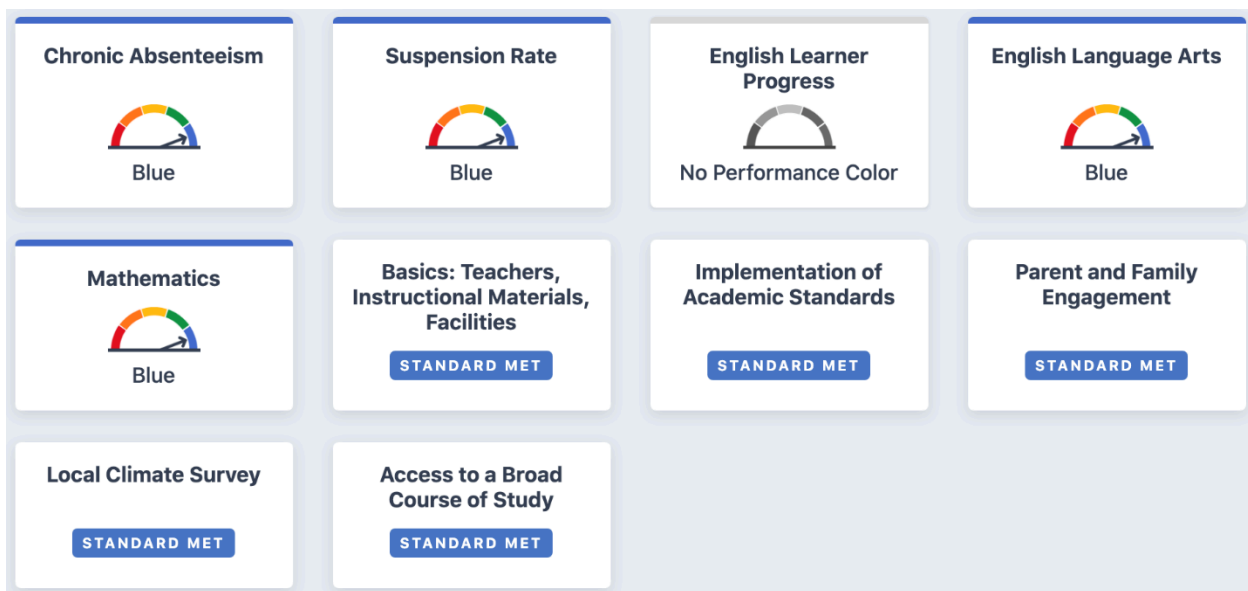 Chronic Absenteeism
Blue
Suspension Rate
Blue
English Learner
Progress
No Performance Color
English Language Arts
Blue
Mathematics
Blue
Basics: Teachers,
Instructional Materials,
Facilities
STANDARD MET
Implementation of
Academic Standards
STANDARD MET
Parent and Family
Engagement
STANDARD MET
Local Climate Survey
STANDARD MET
Access to a Broad
Course of Study
STANDARD MET